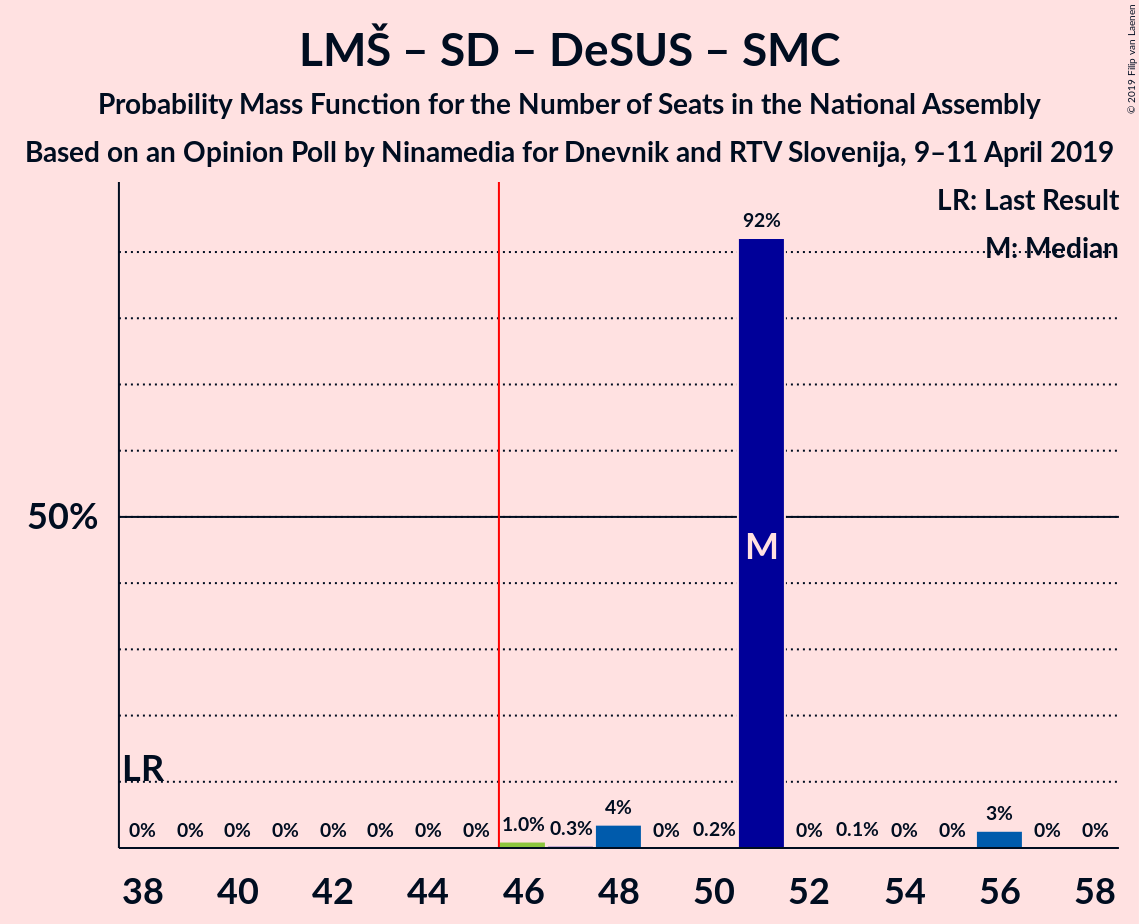 LMŠ – SD – DeSUS – SMC
Probability Mass Function for the Number of Seats in the National Assembly
Based on an Opinion Poll by Ninamedia for Dnevnik and RTV Slovenija, 9–11 April 2019
© 2019 Filip van Laenen
LR: Last Result
M: Median
92%
50%
M
LR
0% 0% 0% 0% 0% 0% 0% 0% 1.0% 0.3% 4% 0% 0.2% 0% 0.1% 0% 0% 3% 0% 0%
38 40 42 44 46 48 50 52 54 56 58